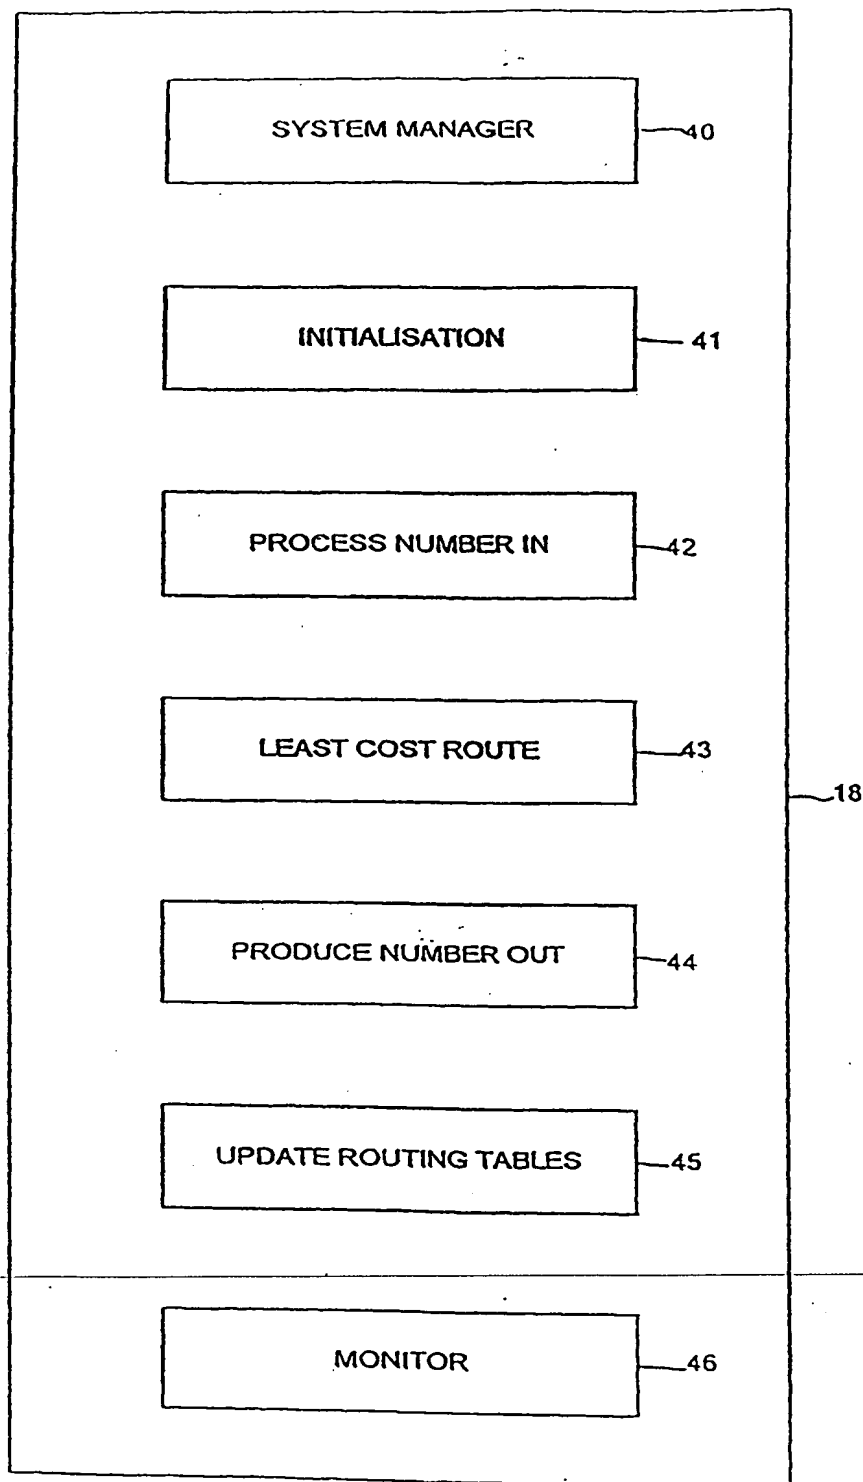 SYSTEM MANAGER 40
INITIALISATION 41
PROCESS NUMBER IN 42
LEAST COST ROUTE 43
18
PRODUCE NUMBER OUT 44
UPDATE ROUTING TABLES 45
MONITOR 46